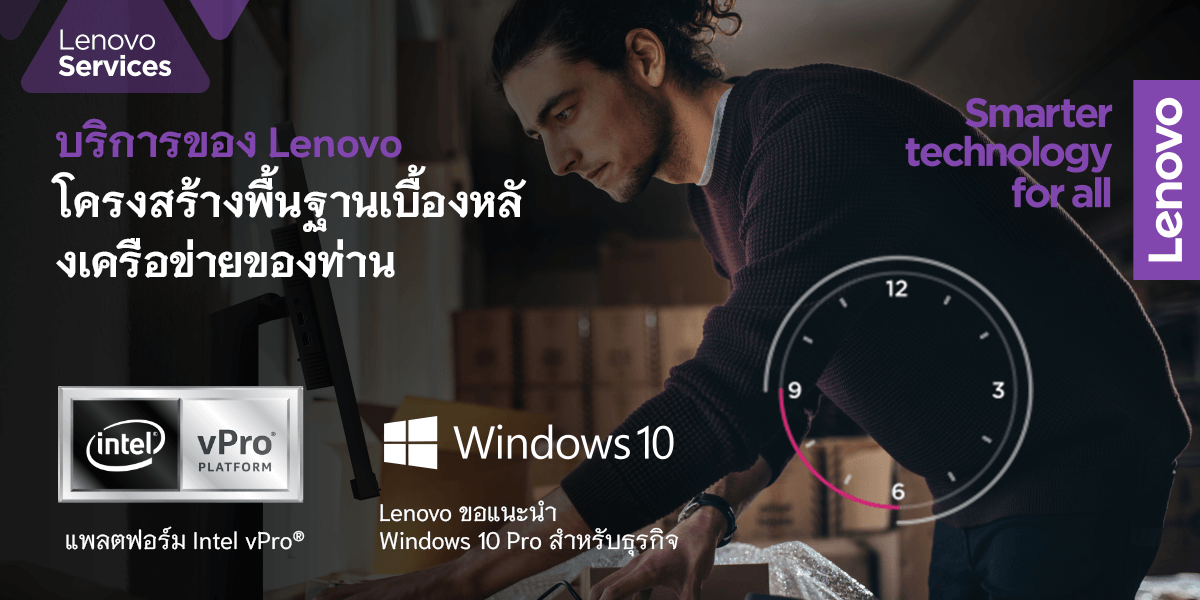 Lenovo
Services
บริการของ Lenovo
โครงสร้างพื้นฐานเบื้องหลั
งเครือข่ายของท่าน
Smarter
technology
for all
Lenovo
12
9
3
6
intel
vPro®
PLATFORM
แพลตฟอร์ม Intel vPro®
Windows 10
Lenovo ขอแนะนำ
Windows 10 Pro สำหรับธุรกิจ